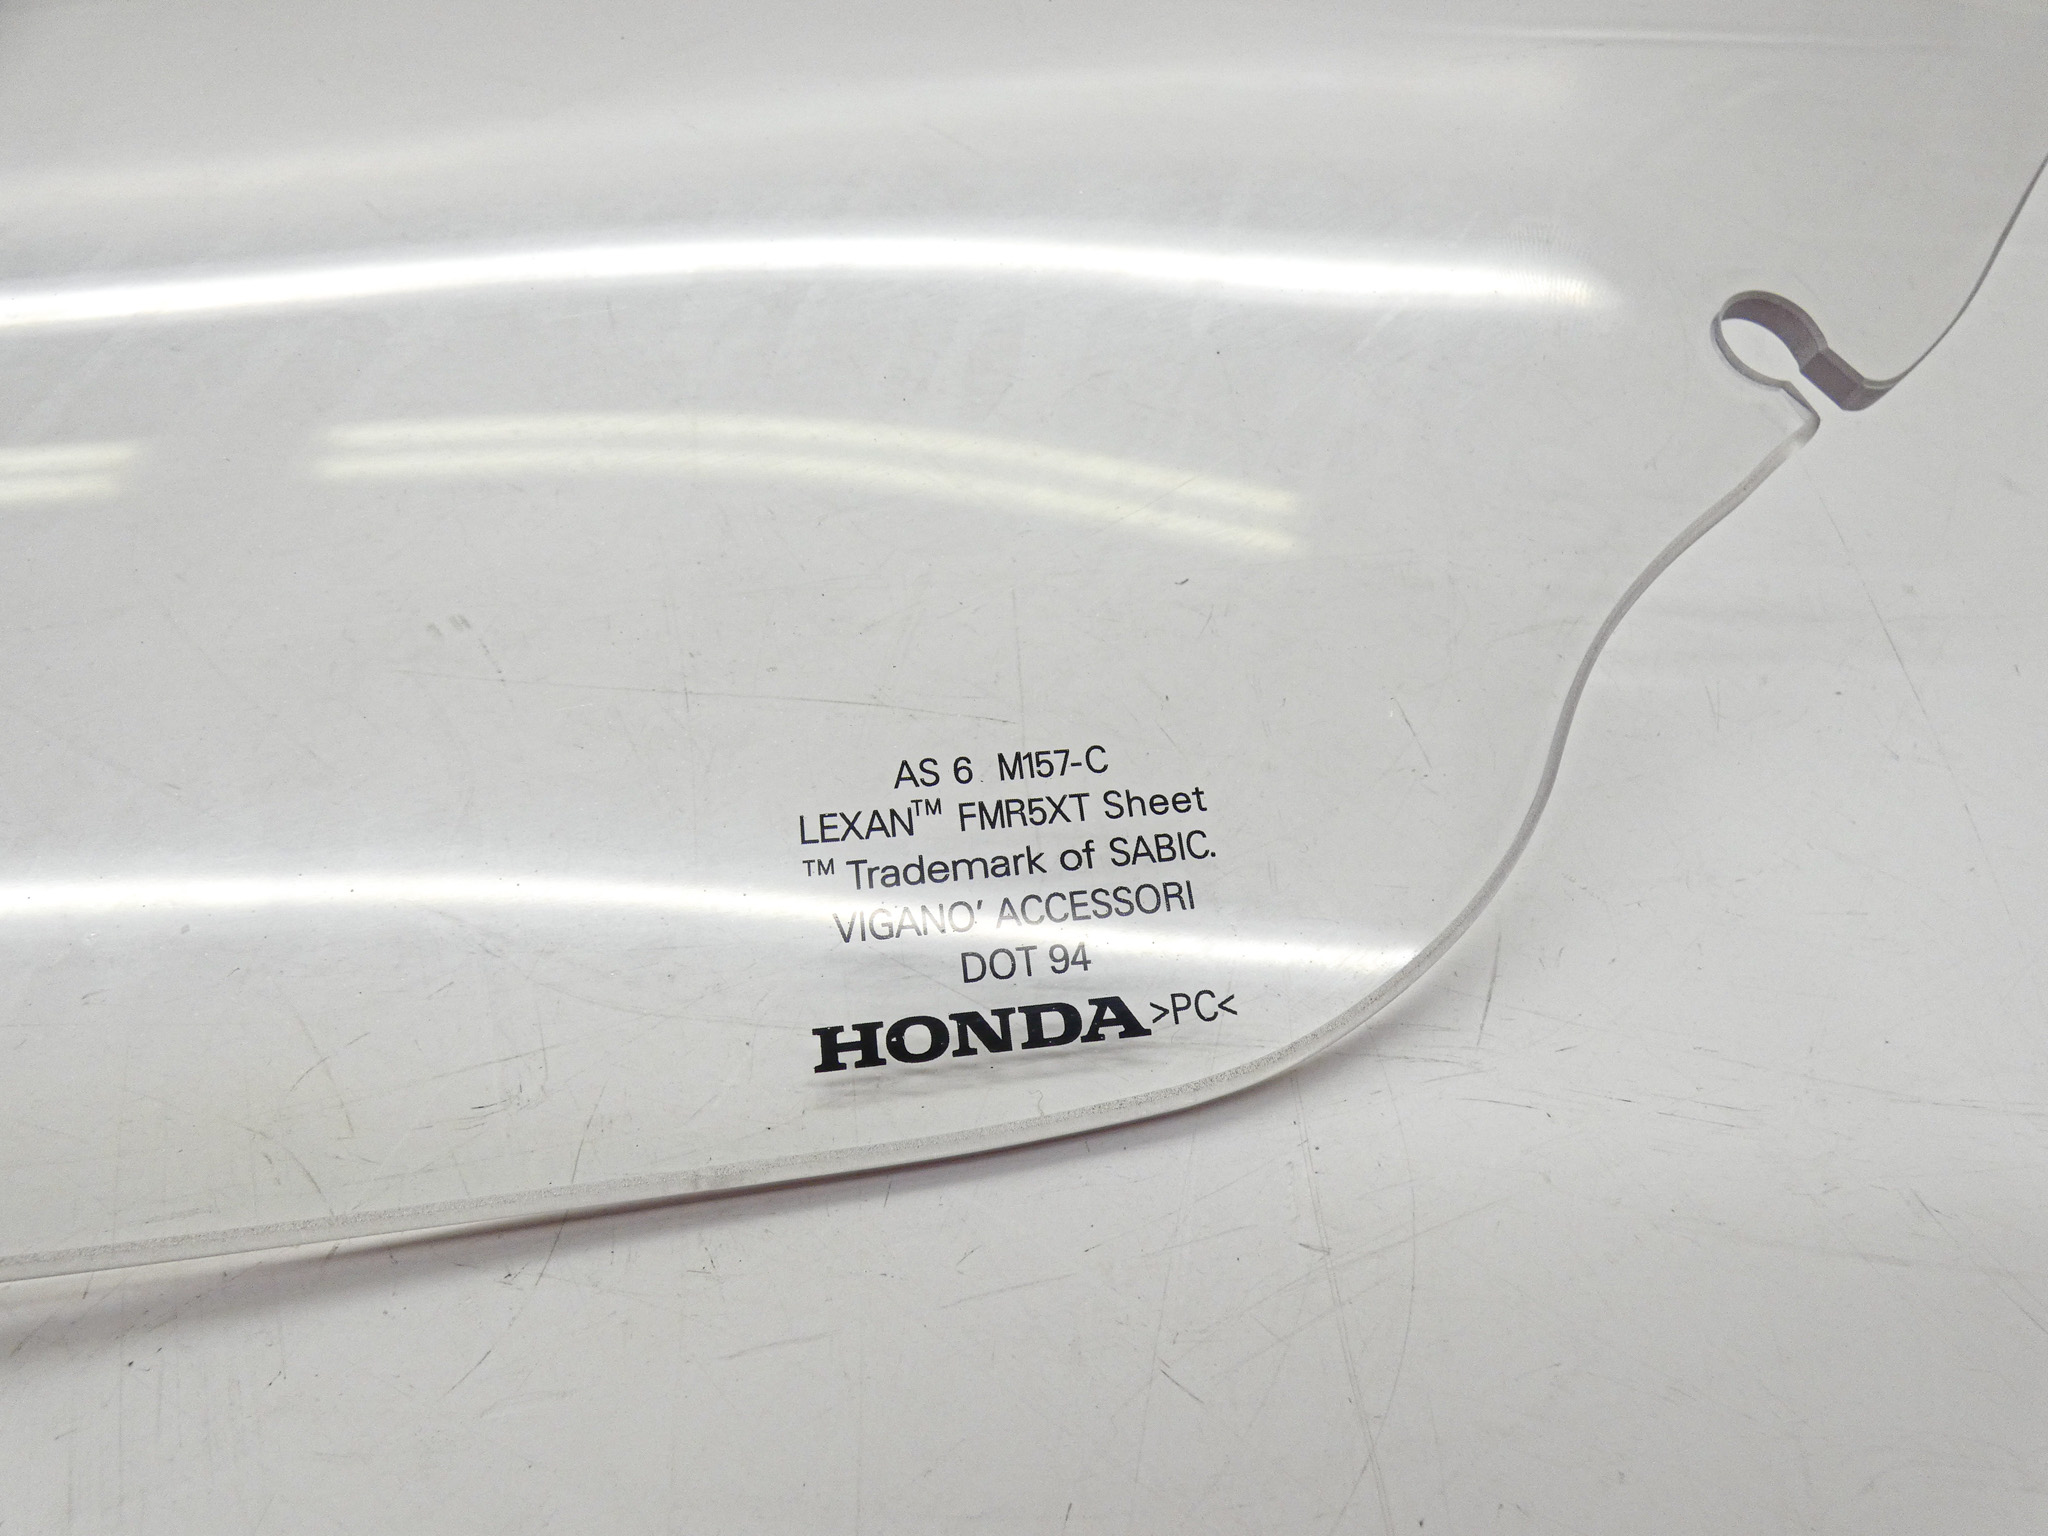 AS 6 M157-C
LEXAN™ FMR5XT Sheet
™ Trademark of SABIC.
VIGANO' ACCESSORI
DOT 94
HONDA >PC<